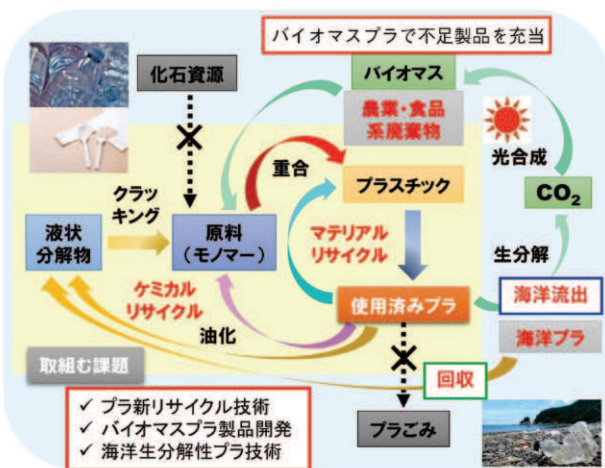 バイオマスプラで不足製品を充当
化石資源
バイオマス
農業・食品
系廃棄物
光合成
重合
プラスチック
CO₂
クラッ
キング
液状
分解物
原料
(モノマー)
マテリアル
リサイクル
生分解
ケミカル
リサイクル
使用済みプラ
海洋流出
油化
海洋プラ
取組む課題
回収
✓ プラ新リサイクル技術
✓ バイオマスプラ製品開発
✓ 海洋生分解性プラ技術
プラごみ